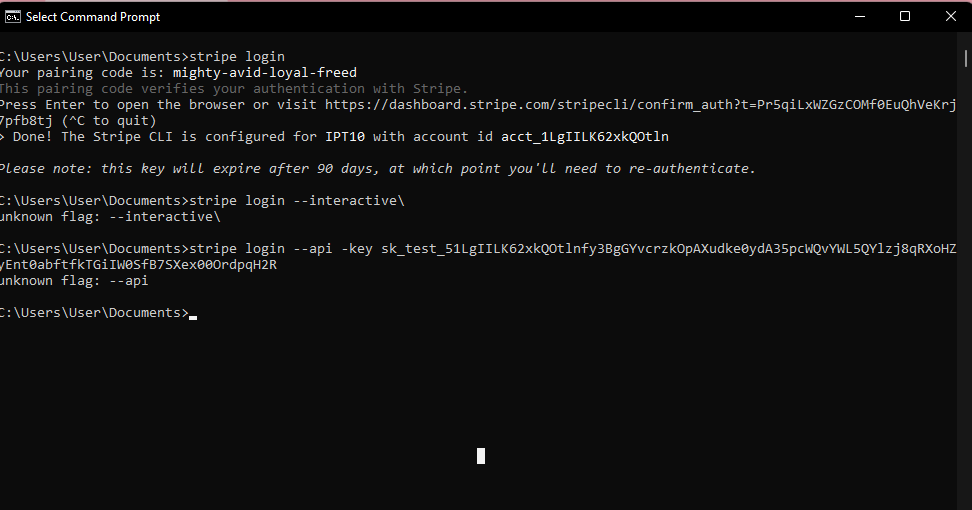 Select Command Prompt
C:\Users\User\Documents>stripe login
Your pairing code is: mighty-avid-loyal-freed
This pairing code verifies your authentication with Stripe.
Press Enter to open the browser or visit https://dashboard.stripe.com/stripecli/confirm_auth?t=Pr5qiLxWZGzCOMf0EuQhVeKrj
7pfb8tj (^C to quit)
> Done! The Stripe CLI is configured for IPT10 with account id acct_1LgIILK62xkQOtln
Please note: this key will expire after 90 days, at which point you'll need to re-authenticate.
C:\Users\User\Documents>stripe login --interactive\
unknown flag: --interactive\
C:\Users\User\Documents>stripe login --api -key sk_test_51LgIILK62xkQOtlnfy3BgGYvcrzkOpAXudke0ydA35pcWQvYWL5QYlzj8qRXoHZ
yEnt0abftfkTGiIW0SfB7SXex00OrdpqH2R
unknown flag: --api
C:\Users\User\Documents>